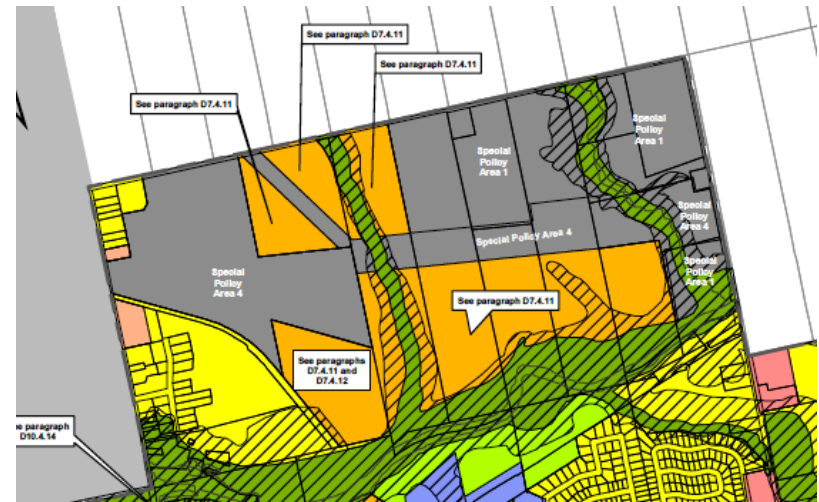 See paragraph D7.4.11
See paragraph D7.4.11
See paragraph D7.4.11
Special
Policy
Area 1
Special
Policy
Area 1
Special
Policy
Area 4
Special Policy Area 4
Special
Policy
Area 1
Special
Policy
Area 4
See paragraph D7.4.11
See paragraphs
D7.4.11 and
D7.4.12
paragraph
D10.4.14